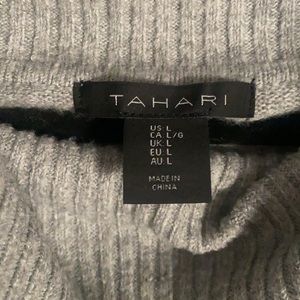 TAHARI
US: L
CA: L/G
UK: L
EU: L
AU: L
MADE IN
CHINA